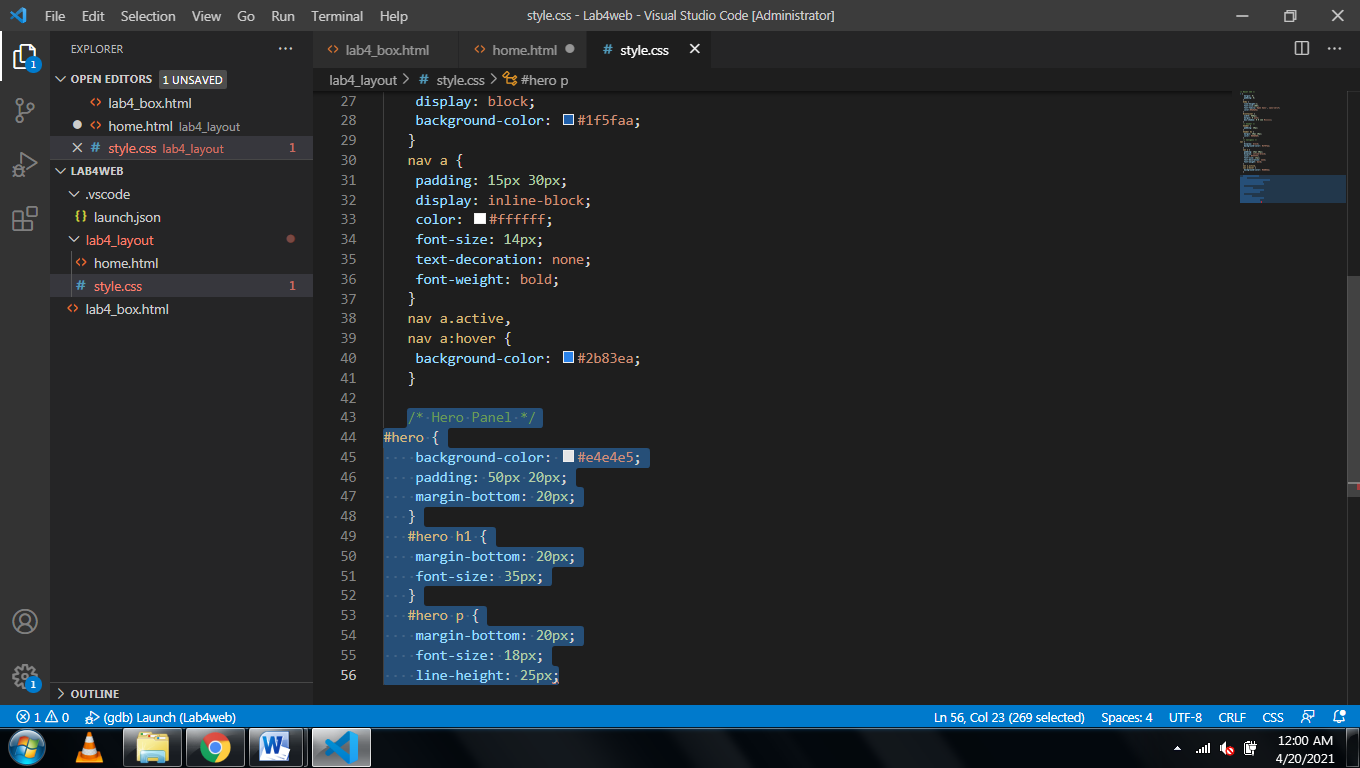 File Edit Selection View Go Run Terminal Help
style.css - Lab4web - Visual Studio Code [Administrator]
EXPLORER
OPEN EDITORS 1 UNSAVED
lab4_box.html
home.html lab4_layout
style.css lab4_layout 1
LAB4WEB
.vscode
launch.json
lab4_layout
home.html
style.css 1
lab4_box.html
OUTLINE
1
1
lab4_box.html home.html style.css
lab4_layout > # style.css > #hero p
27 display: block;
28 background-color: #1f5faa;
29 }
30 nav a {
31 padding: 15px 30px;
32 display: inline-block;
33 color: #ffffff;
34 font-size: 14px;
35 text-decoration: none;
36 font-weight: bold;
37 }
38 nav a.active,
39 nav a:hover {
40 background-color: #2b83ea;
41 }
42
43 /* Hero Panel */
44 #hero {
45 background-color: #e4e4e5;
46 padding: 50px 20px;
47 margin-bottom: 20px;
48 }
49 #hero h1 {
50 margin-bottom: 20px;
51 font-size: 35px;
52 }
53 #hero p {
54 margin-bottom: 20px;
55 font-size: 18px;
56 line-height: 25px;
1 0 (gdb) Launch (Lab4web) Ln 56, Col 23 (269 selected) Spaces: 4 UTF-8 CRLF CSS
12:00 AM
4/20/2021